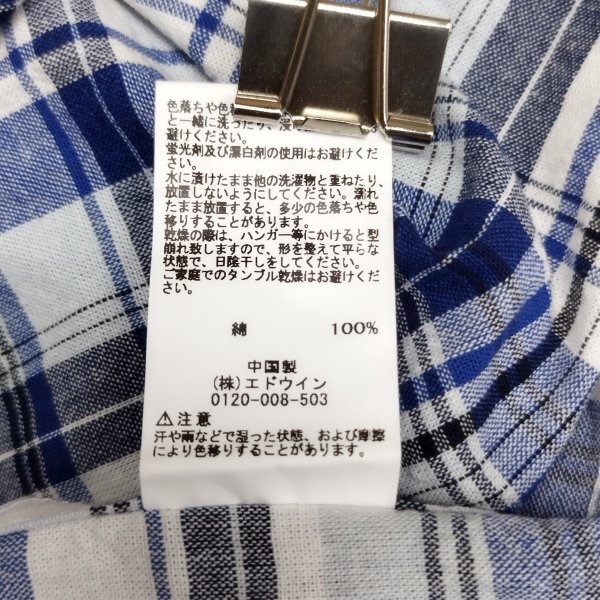 色落ちや色
と一緒に洗ったり、浸
避けください。
蛍光剤及び漂白剤の使用はお避けくだ
さい。
水に漬けたまま他の洗濯物と重ねたり、
放置しないようにしてください。濡れ
たまま放置すると、多少の色落ちや色
移りすることがあります。
乾燥の際は、ハンガー等にかけると型
崩れ致しますので、形を整えて平らな
状態で、日陰干しをしてください。
ご家庭でのタンブル乾燥はお避けくだ
さい。
綿 100%
中国製
(株)エドウイン
0120-008-503
⚠注意
汗や雨などで湿った状態、および摩擦
により色移りすることがあります。